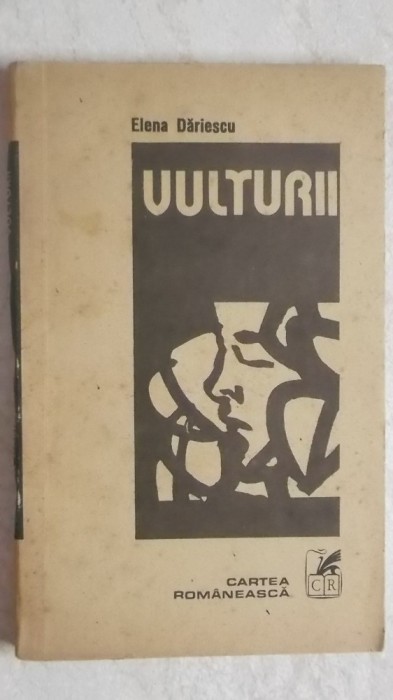 Elena Dăriescu
VULTURII
CARTEA
ROMÂNEASCĂ
CR